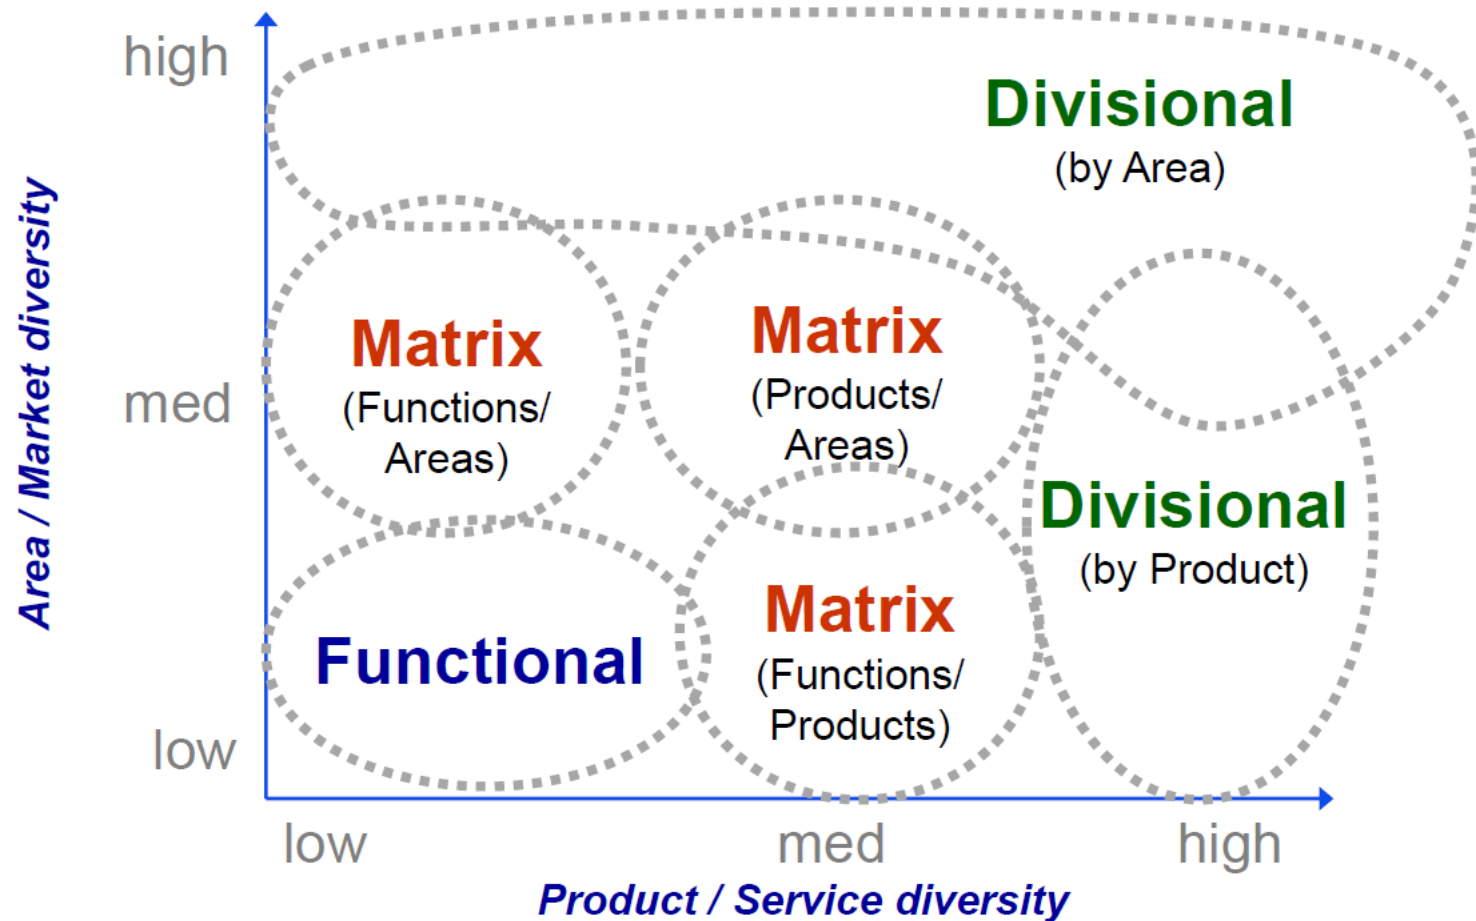 high
Divisional
(by Area)
Area / Market diversity
Matrix
(Functions/
Areas)
Matrix
(Products/
Areas)
med
Divisional
(by Product)
Functional
Matrix
(Functions/
Products)
low
low
med
high
Product / Service diversity